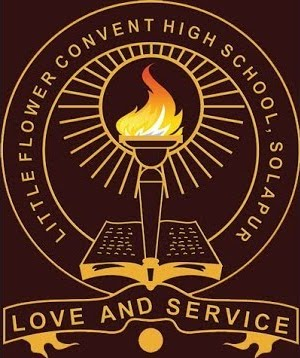 LITTLE FLOWER CONVENT HIGH SCHOOL, SOLAPUR
LOVE AND SERVICE